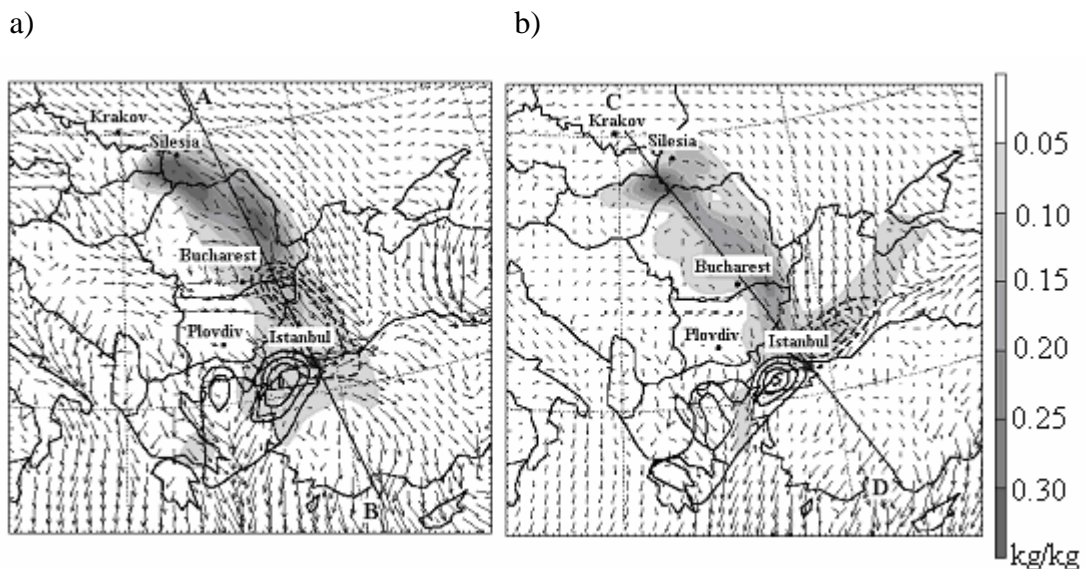 a)
b)
A
Krakov
Silesia
Bucharest
Plovdiv
Istanbul
B
C
Krakov
Silesia
Bucharest
Plovdiv
Istanbul
D
0.05
0.10
0.15
0.20
0.25
0.30
kg/kg